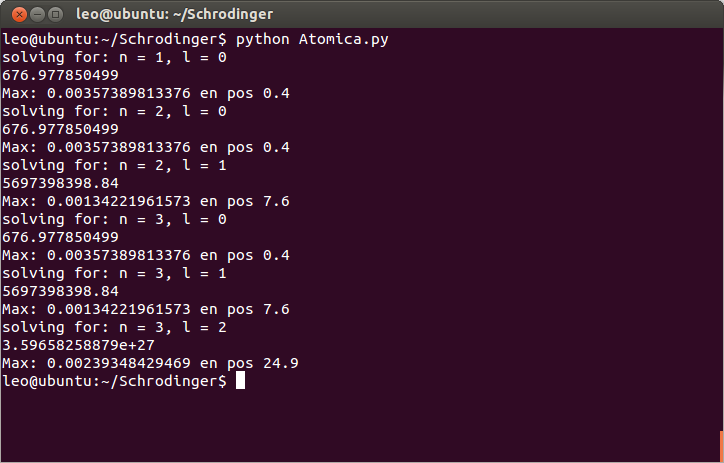 leo@ubuntu: ~/Schrodinger
leo@ubuntu:~/Schrodinger$ python Atomica.py
solving for: n = 1, l = 0
676.977850499
Max: 0.00357389813376 en pos 0.4
solving for: n = 2, l = 0
676.977850499
Max: 0.00357389813376 en pos 0.4
solving for: n = 2, l = 1
5697398398.84
Max: 0.00134221961573 en pos 7.6
solving for: n = 3, l = 0
676.977850499
Max: 0.00357389813376 en pos 0.4
solving for: n = 3, l = 1
5697398398.84
Max: 0.00134221961573 en pos 7.6
solving for: n = 3, l = 2
3.59658258879e+27
Max: 0.00239348429469 en pos 24.9
leo@ubuntu:~/Schrodinger$